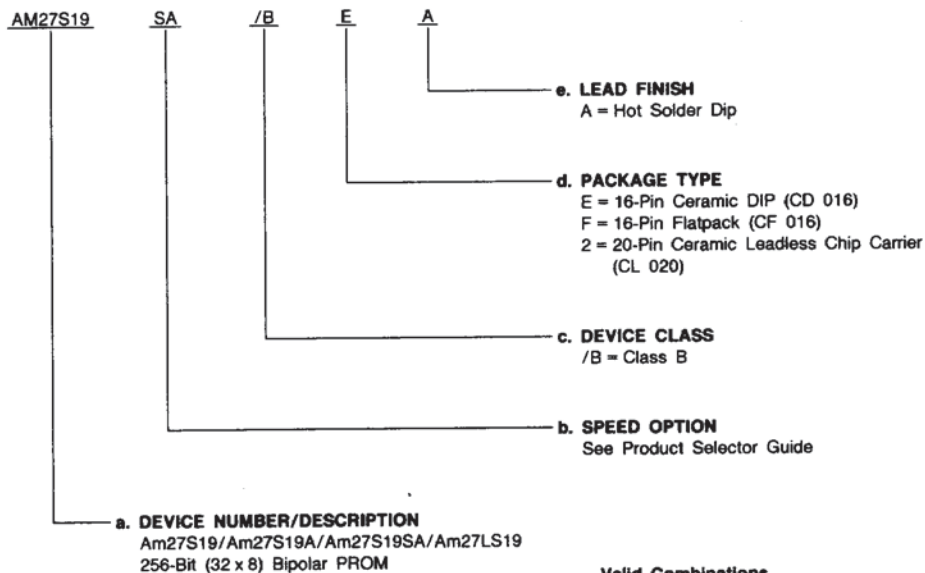 AM27S19 SA /B E A
e. LEAD FINISH
A = Hot Solder Dip
d. PACKAGE TYPE
E = 16-Pin Ceramic DIP (CD 016)
F = 16-Pin Flatpack (CF 016)
2 = 20-Pin Ceramic Leadless Chip Carrier
(CL 020)
c. DEVICE CLASS
/B = Class B
b. SPEED OPTION
See Product Selector Guide
a. DEVICE NUMBER/DESCRIPTION
Am27S19/Am27S19A/Am27S19SA/Am27LS19
256-Bit (32 x 8) Bipolar PROM
Valid Combinations